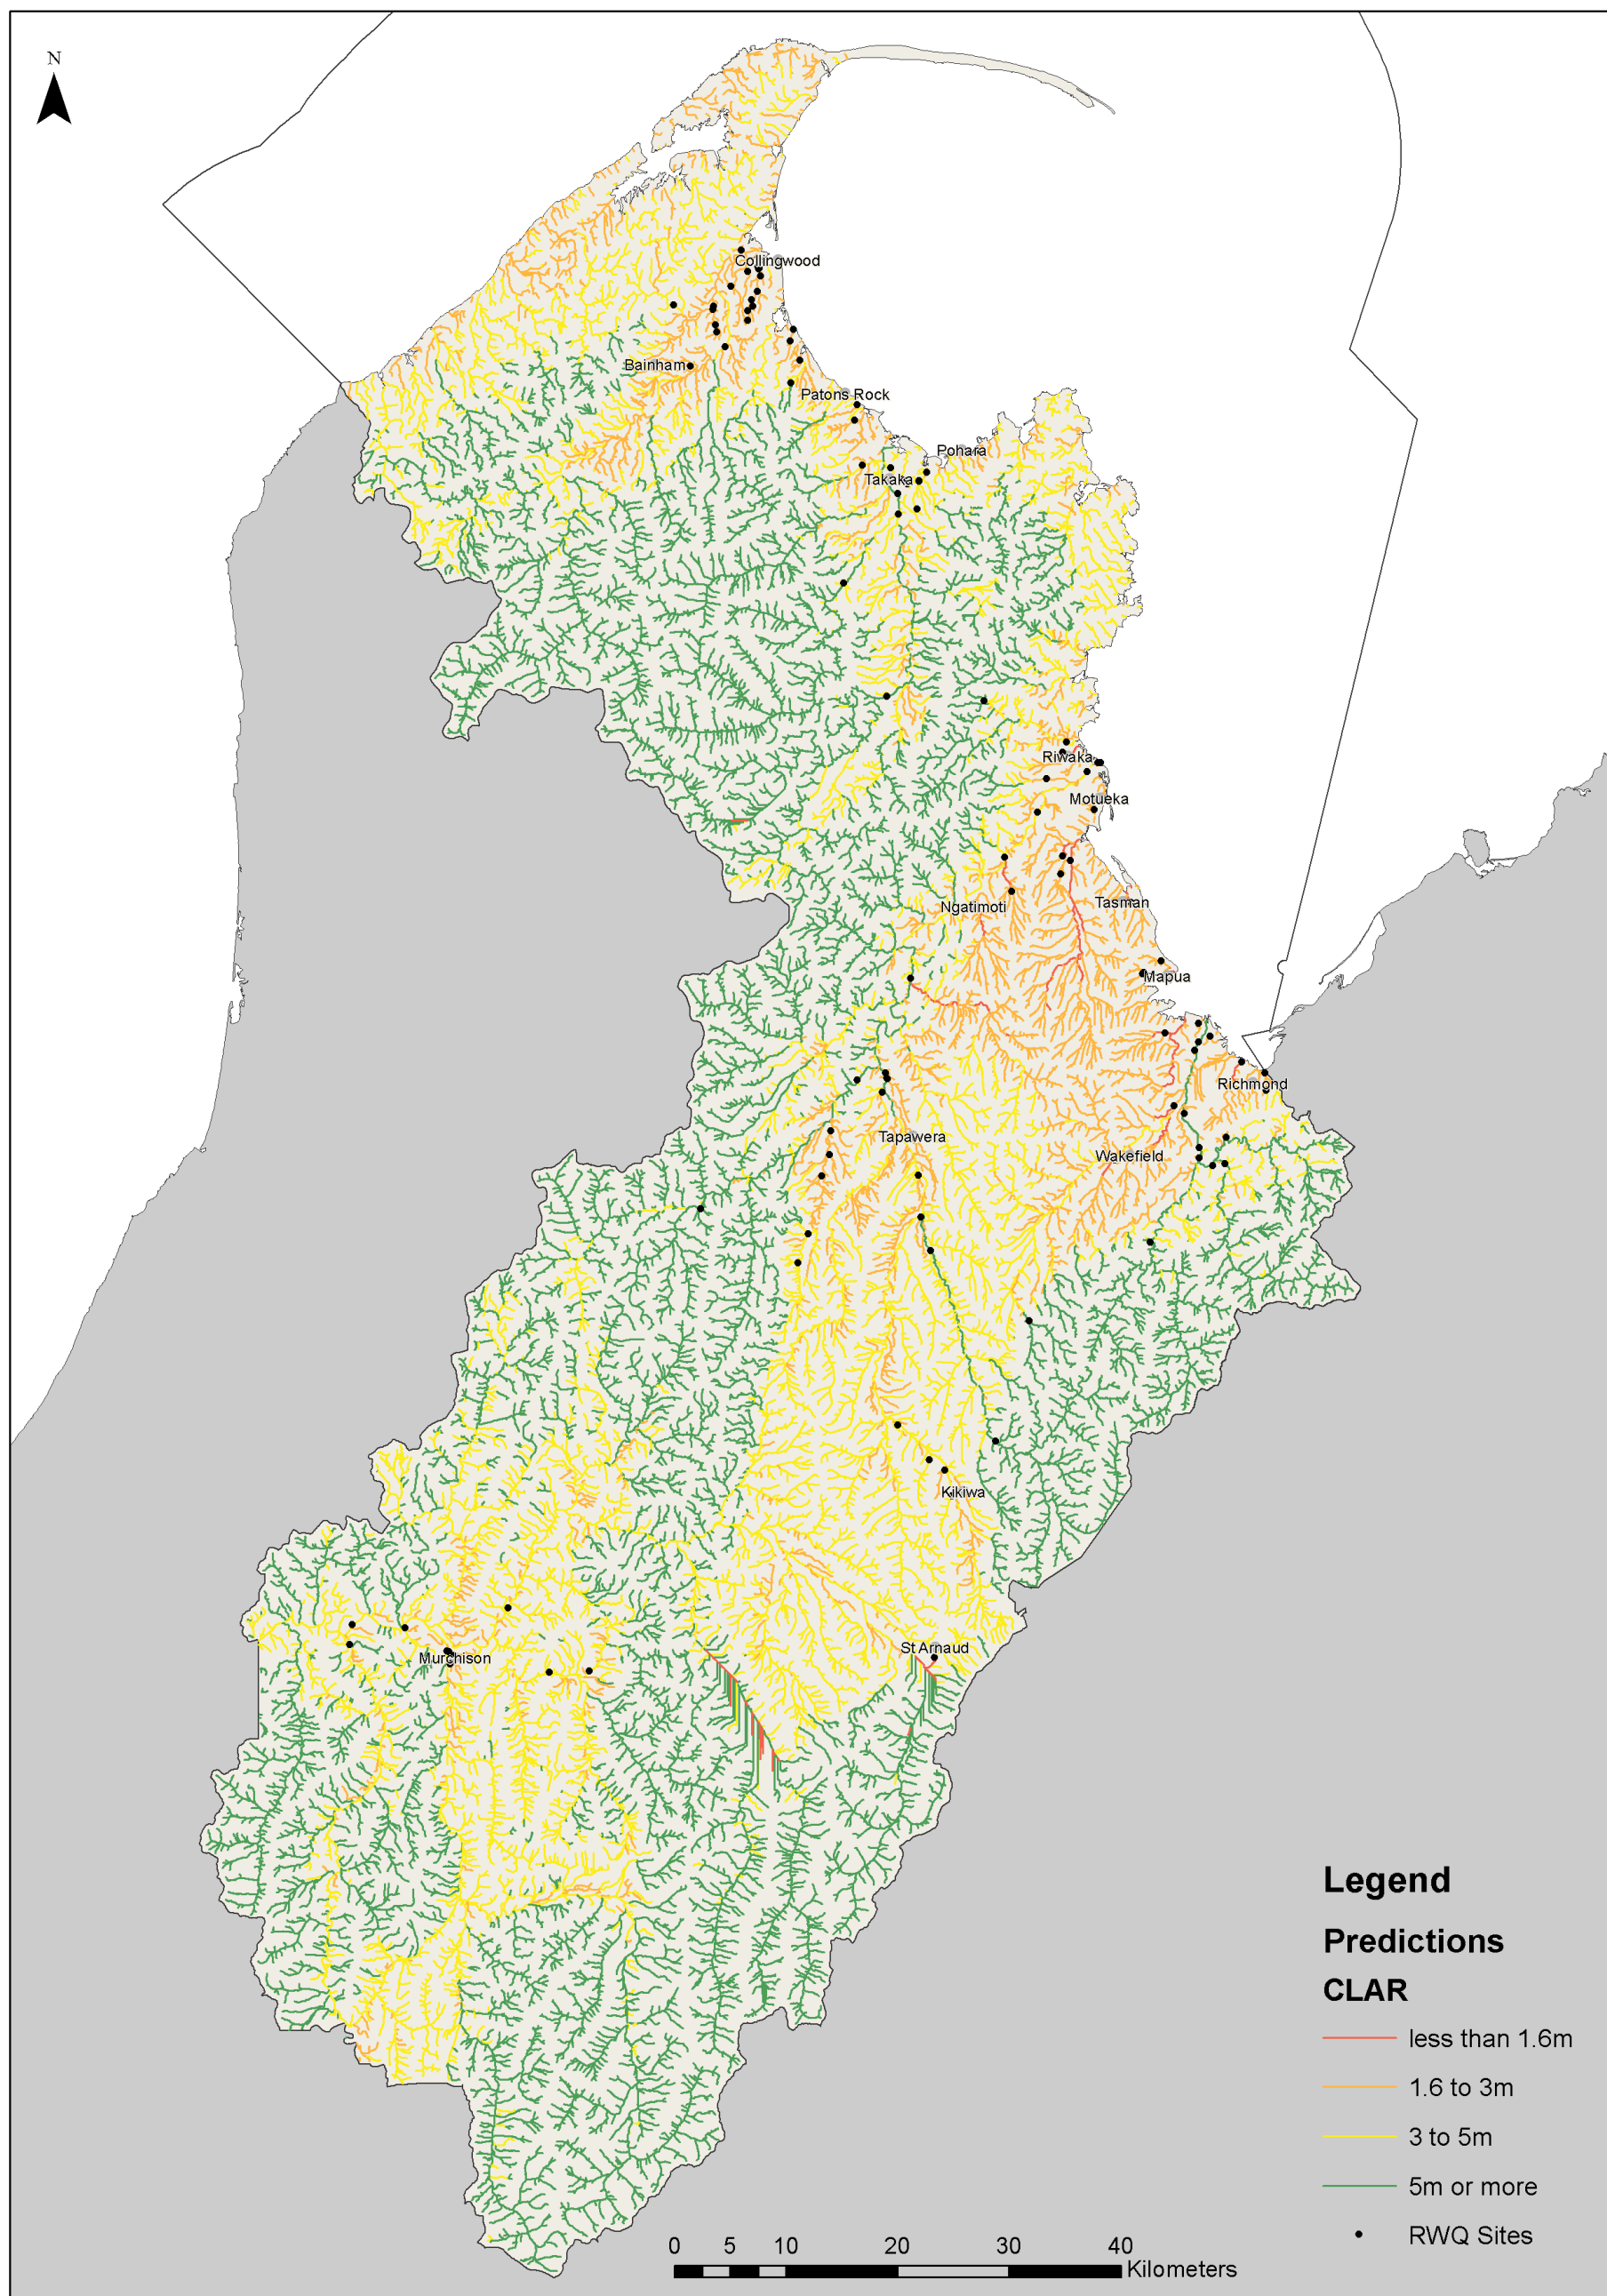 N
Collingwood
Bainham
Patons Rock
Pohara
Takaka
Riwaka
Motueka
Ngatimoti
Tasman
Mapua
Richmond
Tapawera
Wakefield
Kikiwa
St Arnaud
Murchison
Legend
Predictions
CLAR
less than 1.6m
1.6 to 3m
3 to 5m
5m or more
RWQ Sites
0 5 10 20 30 40
Kilometers